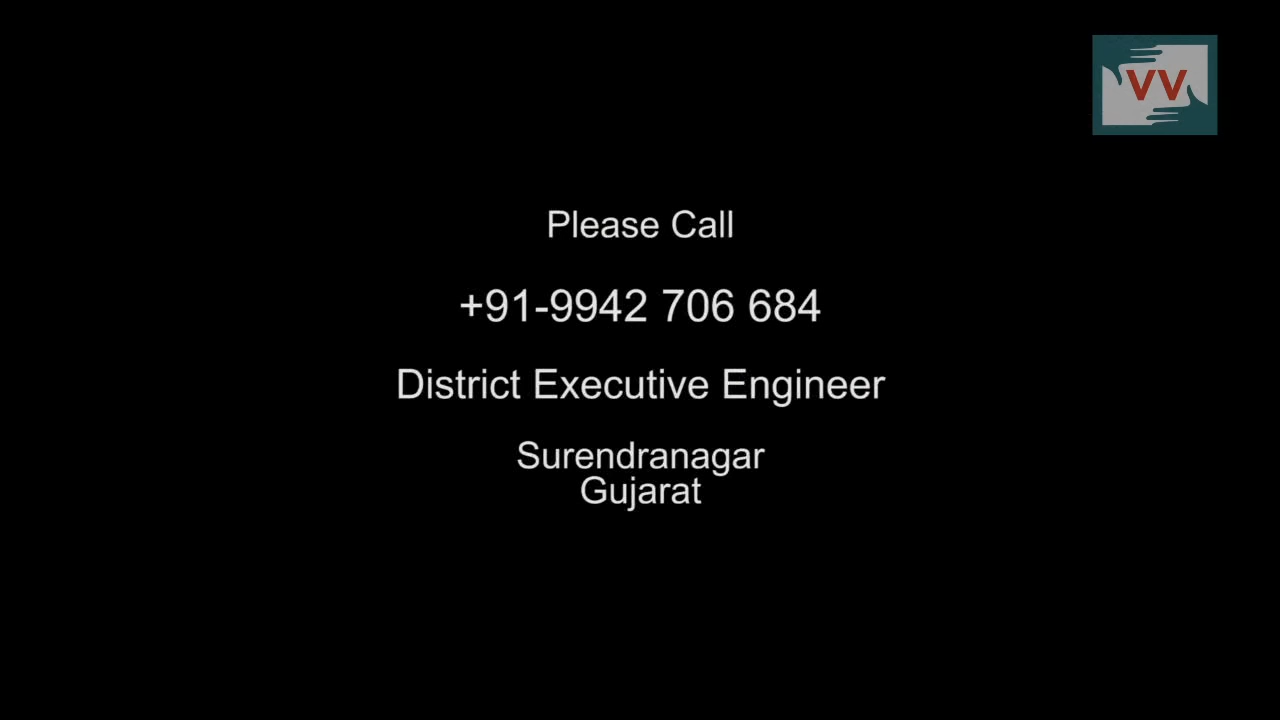 VV
Please Call
+91-9942 706 684
District Executive Engineer
Surendranagar
Gujarat